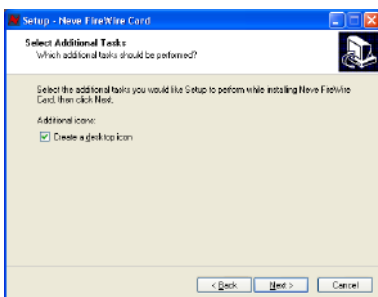 Setup - Neve FireWire Card
Select Additional Tasks
Which additional tasks should be performed?
Select the additional tasks you would like Setup to perform while installing Neve FireWire
Card, then click Next.
Additional icons:
Create a desktop icon
< Back
Next >
Cancel